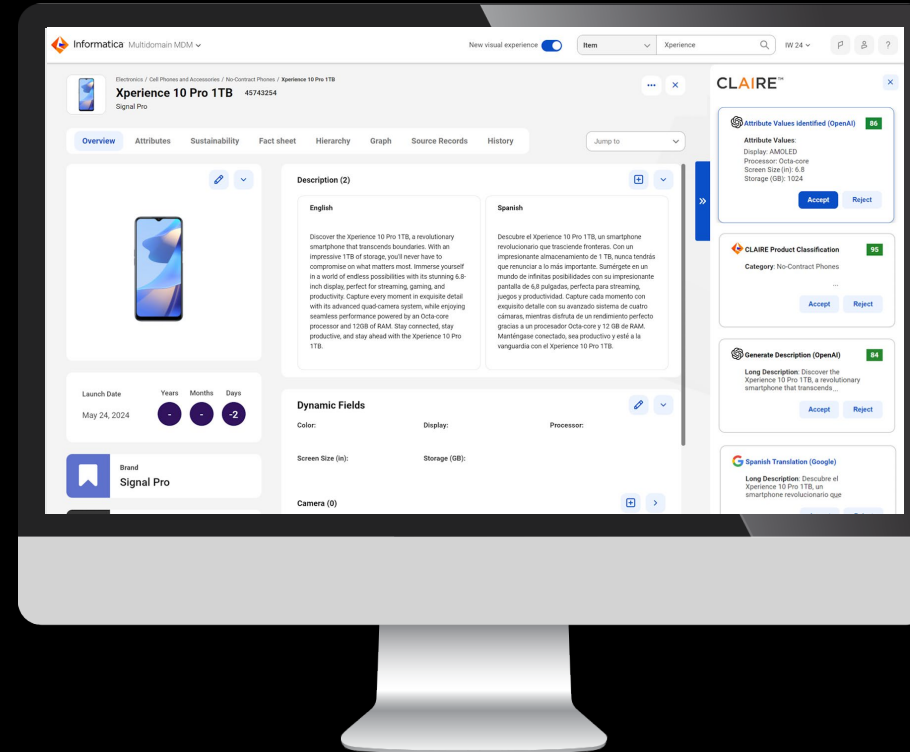 Informatica Multidomain MDM
New visual experience
Item
Xperience
IW 24
?
Electronics / Cell Phones and Accessories / No-Contract Phones / Xperience 10 Pro 1TB
Xperience 10 Pro 1TB 45743254
Signal Pro
Overview Attributes Sustainability Fact sheet Hierarchy Graph Source Records History
Jump to
Description (2)
English
Discover the Xperience 10 Pro 1TB, a revolutionary
smartphone that transcends boundaries. With an
impressive 1TB of storage, you'll never have to
compromise on what matters most. Immerse yourself
in a world of endless possibilities with its stunning 6.8-
inch display, perfect for streaming, gaming, and
productivity. Capture every moment in exquisite detail
with its advanced quad-camera system, while enjoying
seamless performance powered by an Octa-core
processor and 12GB of RAM. Stay connected, stay
productive, and stay ahead with the Xperience 10 Pro
1TB.
Spanish
Descubre el Xperience 10 Pro 1TB, un smartphone
revolucionario que trasciende fronteras. Con un
impresionante almacenamiento de 1 TB, nunca tendrás
que renunciar a lo más importante. Sumérgete en un
mundo de infinitas posibilidades con su impresionante
pantalla de 6,8 pulgadas, perfecta para streaming,
juegos y productividad. Capture cada momento con
exquisito detalle con su avanzado sistema de cuatro
cámaras, mientras disfruta de un rendimiento perfecto
gracias a un procesador Octa-core y 12 GB de RAM.
Manténgase conectado, sea productivo y esté a la
vanguardia con el Xperience 10 Pro 1TB.
Launch Date Years Months Days
May 24, 2024 - - -2
Brand
Signal Pro
Dynamic Fields
Color: Display: Processor:
Screen Size (in): Storage (GB):
Camera (0)
CLAIRE™
Attribute Values identified (OpenAI) 86
Attribute Values:
Display: AMOLED
Processor: Octa-core
Screen Size (in): 6.8
Storage (GB): 1024
Accept Reject
CLAIRE Product Classification 95
Category: No-Contract Phones
...
Accept Reject
Generate Description (OpenAI) 84
Long Description: Discover the
Xperience 10 Pro 1TB, a revolutionary
smartphone that transcends...
Accept Reject
Spanish Translation (Google)
Long Description: Descubre el
Xperience 10 Pro 1TB, un
smartphone revolucionario que